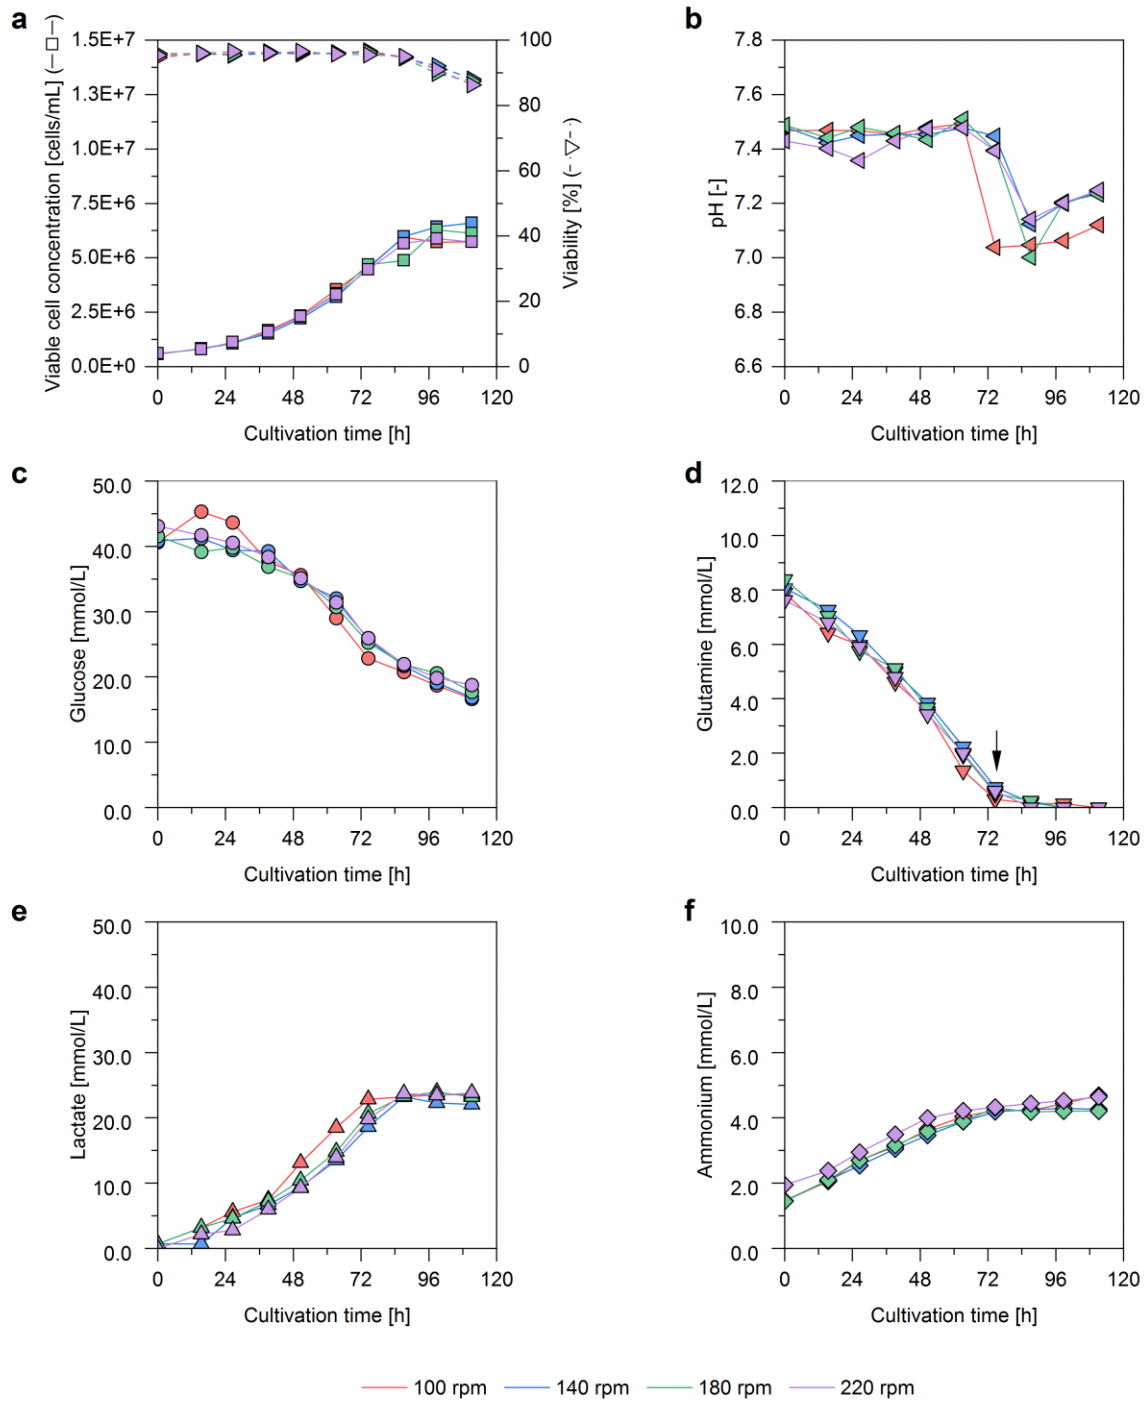 a
Viable cell concentration [cells/mL] (—□—)
1.5E+7
1.3E+7
1.0E+7
7.5E+6
5.0E+6
2.5E+6
0.0E+0
0 24 48 72 96 120
Cultivation time [h]
100
80
60
40
20
0
Viability [%] (- ·▽- ·)
b
pH [-]
7.8
7.6
7.4
7.2
7.0
6.8
6.6
0 24 48 72 96 120
Cultivation time [h]
c
Glucose [mmol/L]
50.0
40.0
30.0
20.0
10.0
0.0
0 24 48 72 96 120
Cultivation time [h]
d
Glutamine [mmol/L]
12.0
10.0
8.0
6.0
4.0
2.0
0.0
0 24 48 72 96 120
Cultivation time [h]
e
Lactate [mmol/L]
50.0
40.0
30.0
20.0
10.0
0.0
0 24 48 72 96 120
Cultivation time [h]
f
Ammonium [mmol/L]
10.0
8.0
6.0
4.0
2.0
0.0
0 24 48 72 96 120
Cultivation time [h]
100 rpm 140 rpm 180 rpm 220 rpm